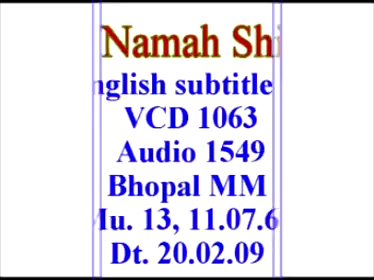 Namah Shi
nglish subtitle
VCD 1063
Audio 1549
Bhopal MM
Mu. 13, 11.07.6
Dt. 20.02.09